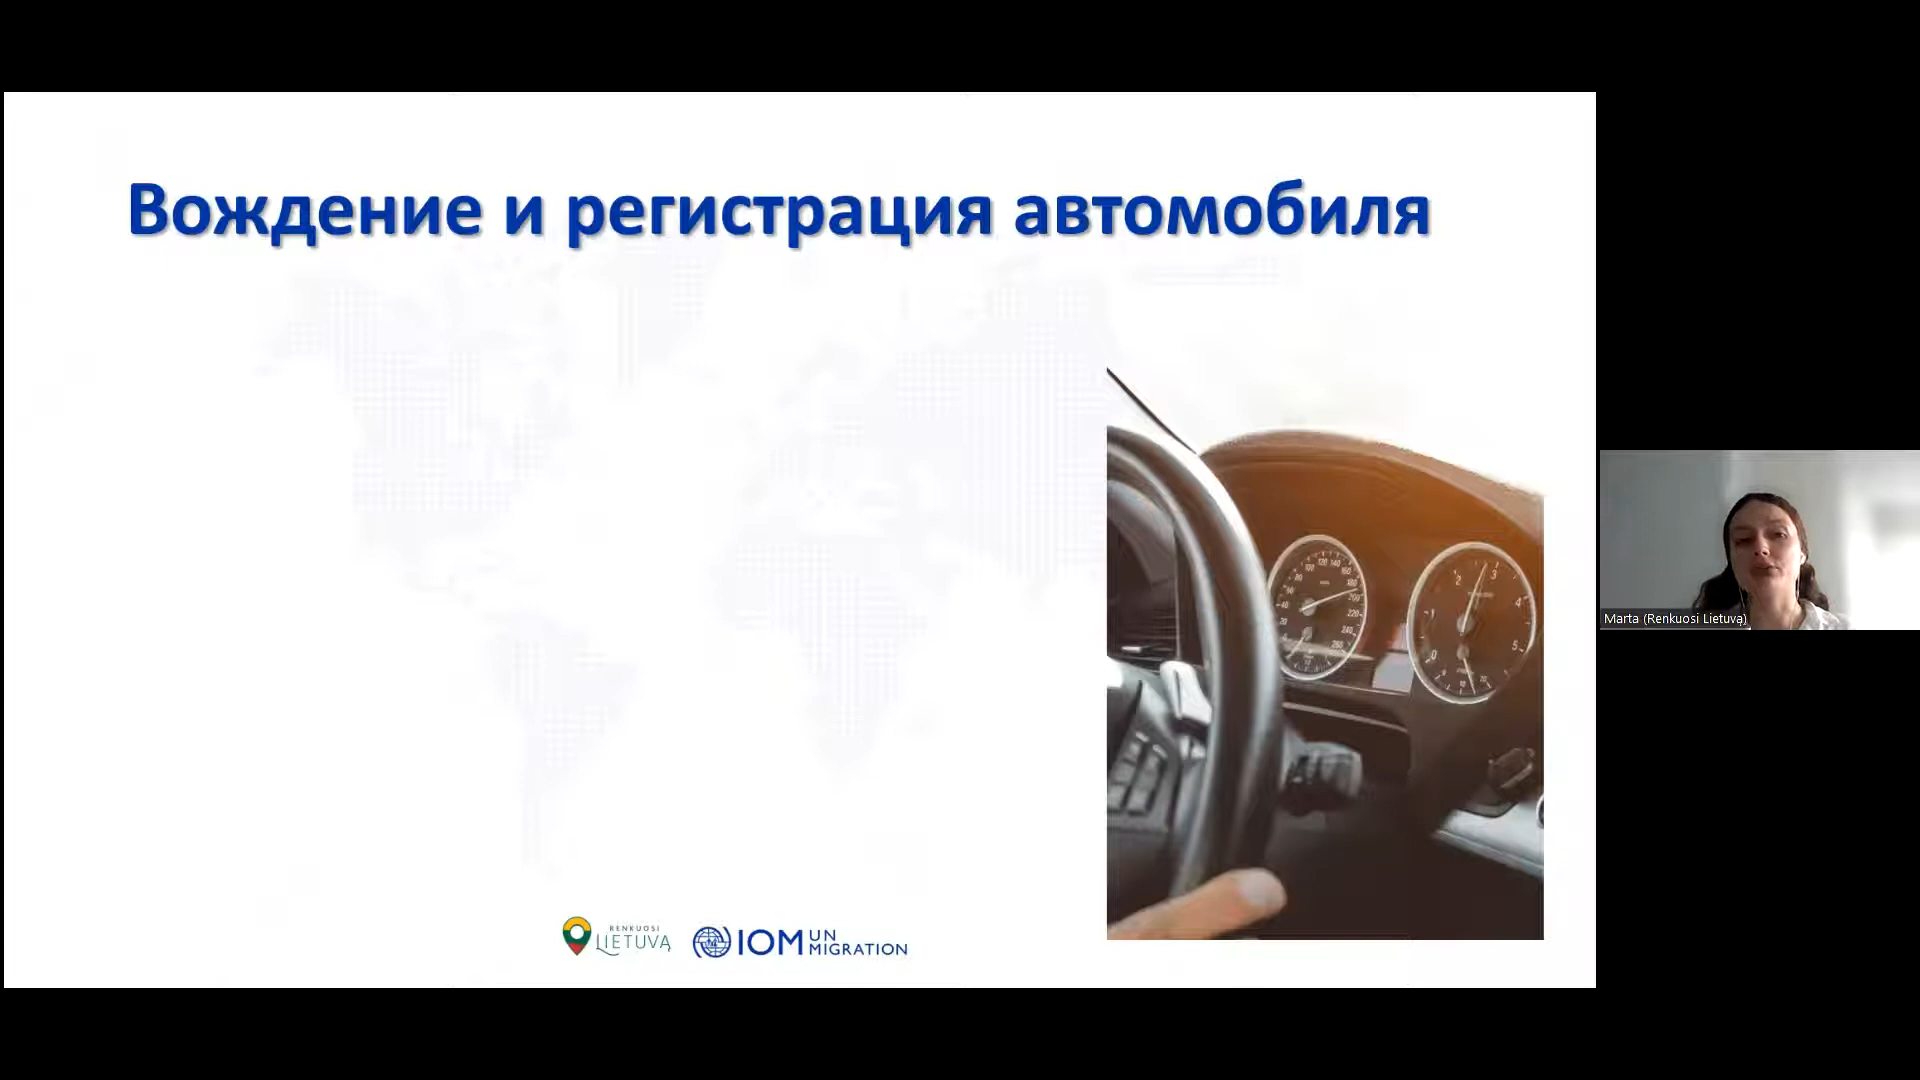 Вождение и регистрация автомобиля
RENKUOSI
LIETUVĄ
IOM UN
MIGRATION
Marta (Renkuosi Lietuvą)